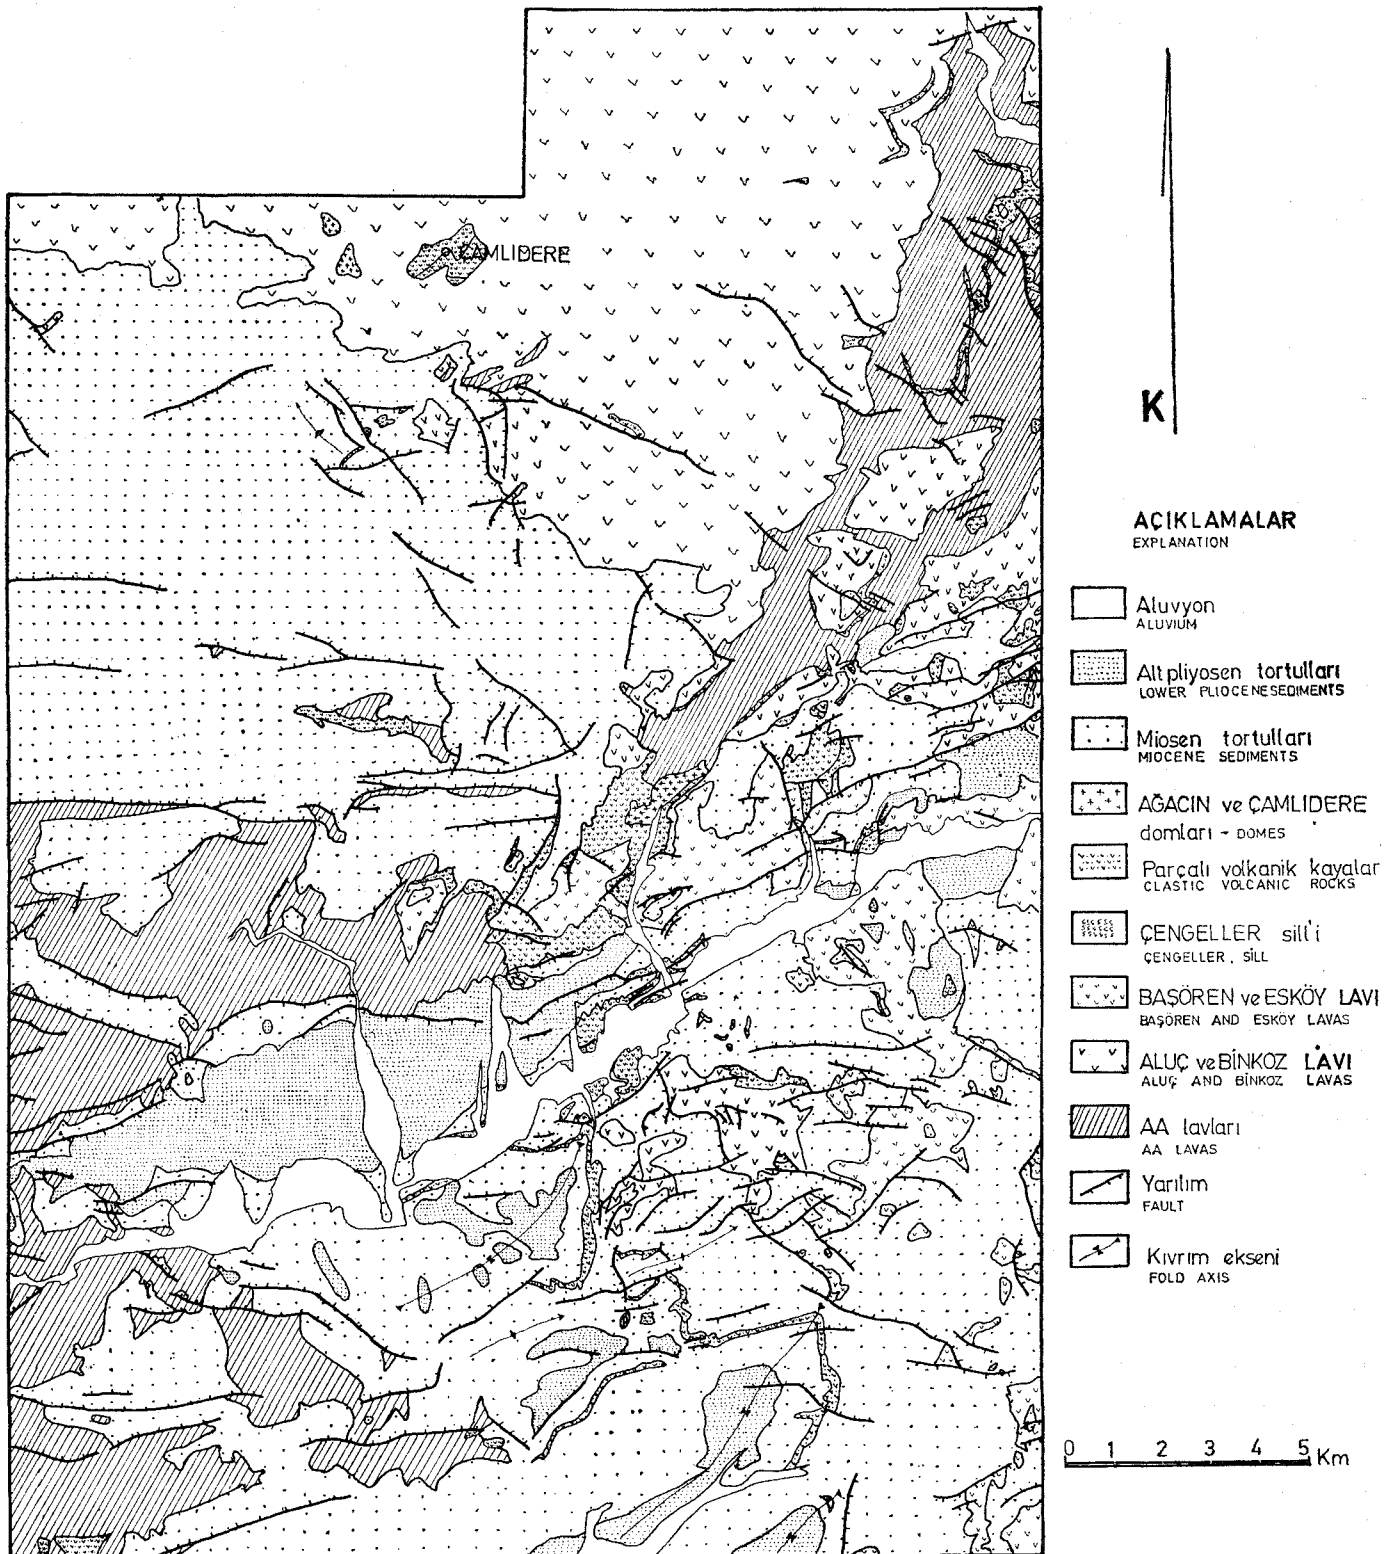 ÇAMLIDERE
K
AÇIKLAMALAR
EXPLANATION
Aluvyon
ALUVIUM
Alt pliyosen tortulları
LOWER PLIOCENE SEDIMENTS
Miosen tortulları
MIOCENE SEDIMENTS
AĞACIN ve ÇAMLIDERE
domları - DOMES
Parçalı volkanik kayalar
CLASTIC VOLCANIC ROCKS
ÇENGELLER sill'i
ÇENGELLER, SİLL
BAŞÖREN ve ESKÖY LAVI
BAŞÖREN AND ESKÖY LAVAS
ALUÇ ve BİNKOZ LAVI
ALUÇ AND BİNKOZ LAVAS
AA lavları
AA LAVAS
Yarılım
FAULT
Kıvrım ekseni
FOLD AXIS
0 1 2 3 4 5 Km